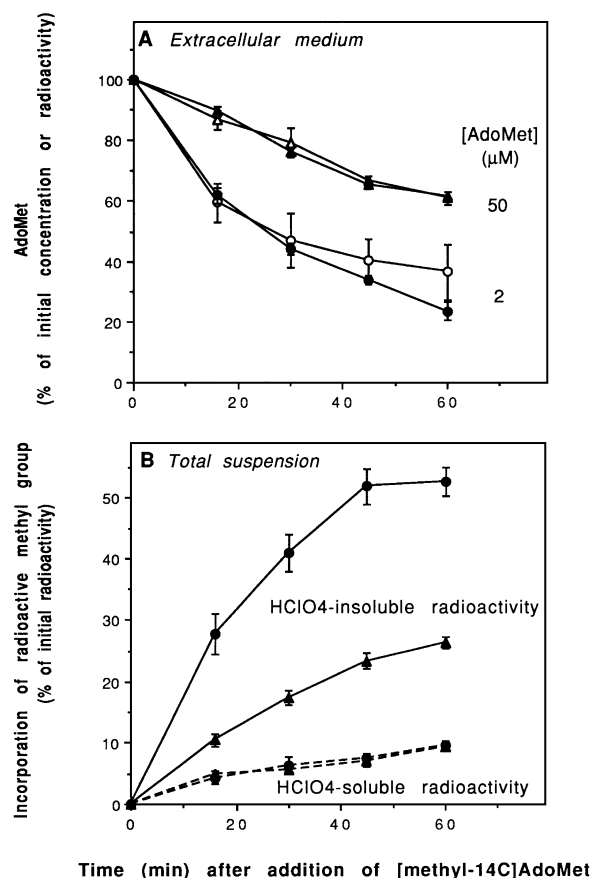 A Extracellular medium
AdoMet
(% of initial concentration or radioactivity)
100
80
60
40
20
0
[AdoMet]
(μM)
50
2
0 20 40 60
B Total suspension
Incorporation of radioactive methyl group
(% of initial radioactivity)
50
40
30
20
10
0
HClO4-insoluble radioactivity
HClO4-soluble radioactivity
0 20 40 60
Time (min) after addition of [methyl-14C]AdoMet